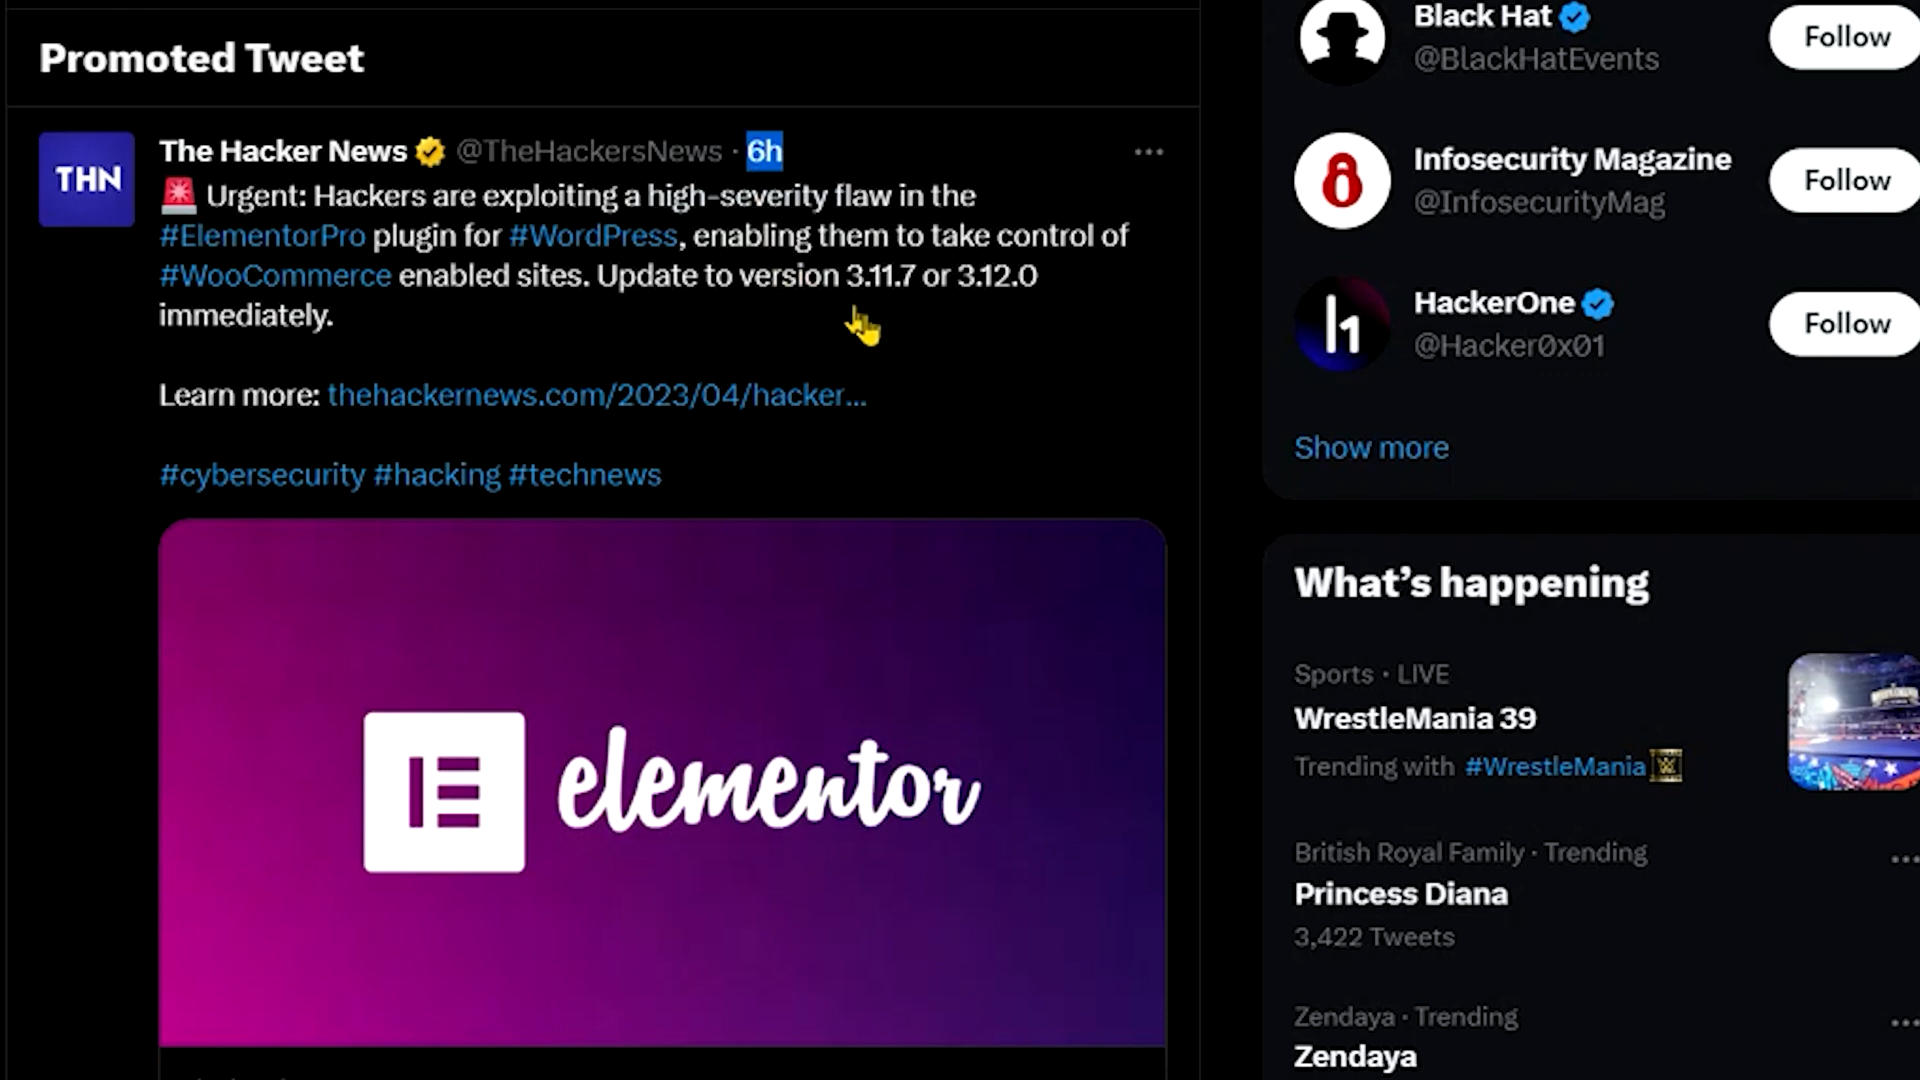 Promoted Tweet
THN
The Hacker News @TheHackersNews · 6h
🚨 Urgent: Hackers are exploiting a high-severity flaw in the
#ElementorPro plugin for #WordPress, enabling them to take control of
#WooCommerce enabled sites. Update to version 3.11.7 or 3.12.0
immediately.
Learn more: thehackernews.com/2023/04/hacker...
#cybersecurity #hacking #technews
elementor
Black Hat
@BlackHatEvents
Follow
Infosecurity Magazine
@InfosecurityMag
Follow
h1
HackerOne
@Hacker0x01
Follow
Show more
What's happening
Sports · LIVE
WrestleMania 39
Trending with #WrestleMania
British Royal Family · Trending
Princess Diana
3,422 Tweets
Zendaya · Trending
Zendaya